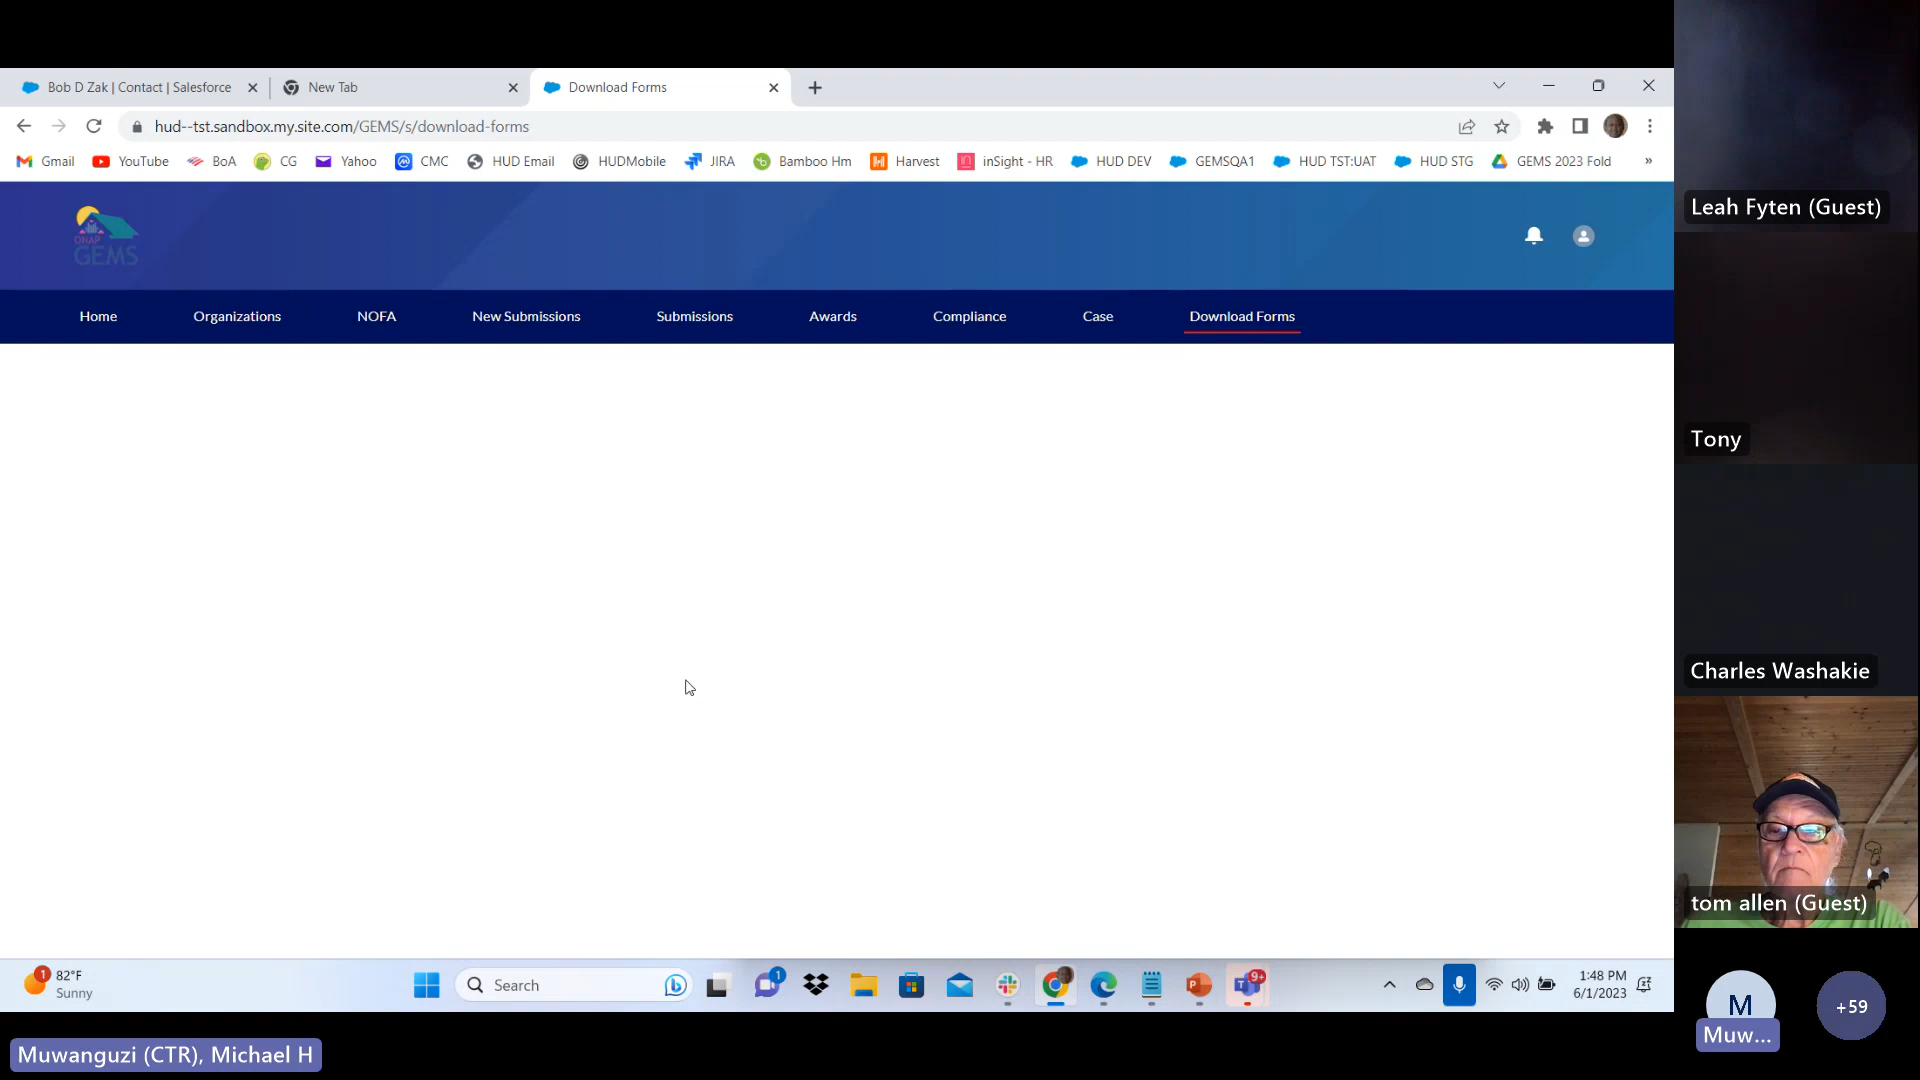 Bob D Zak | Contact | Salesforce
New Tab
Download Forms
hud--tst.sandbox.my.site.com/GEMS/s/download-forms
Gmail YouTube BoA CG Yahoo CMC HUD Email HUDMobile JIRA Bamboo Hm Harvest inSight - HR HUD DEV GEMSQA1 HUD TST:UAT HUD STG GEMS 2023 Fold »
ONAP
GEMS
Home Organizations NOFA New Submissions Submissions Awards Compliance Case Download Forms
Leah Fyten (Guest)
Tony
Charles Washakie
tom allen (Guest)
1
82°F
Sunny
Search
1
9+
1:48 PM
6/1/2023
M
Muw...
+59
Muwanguzi (CTR), Michael H